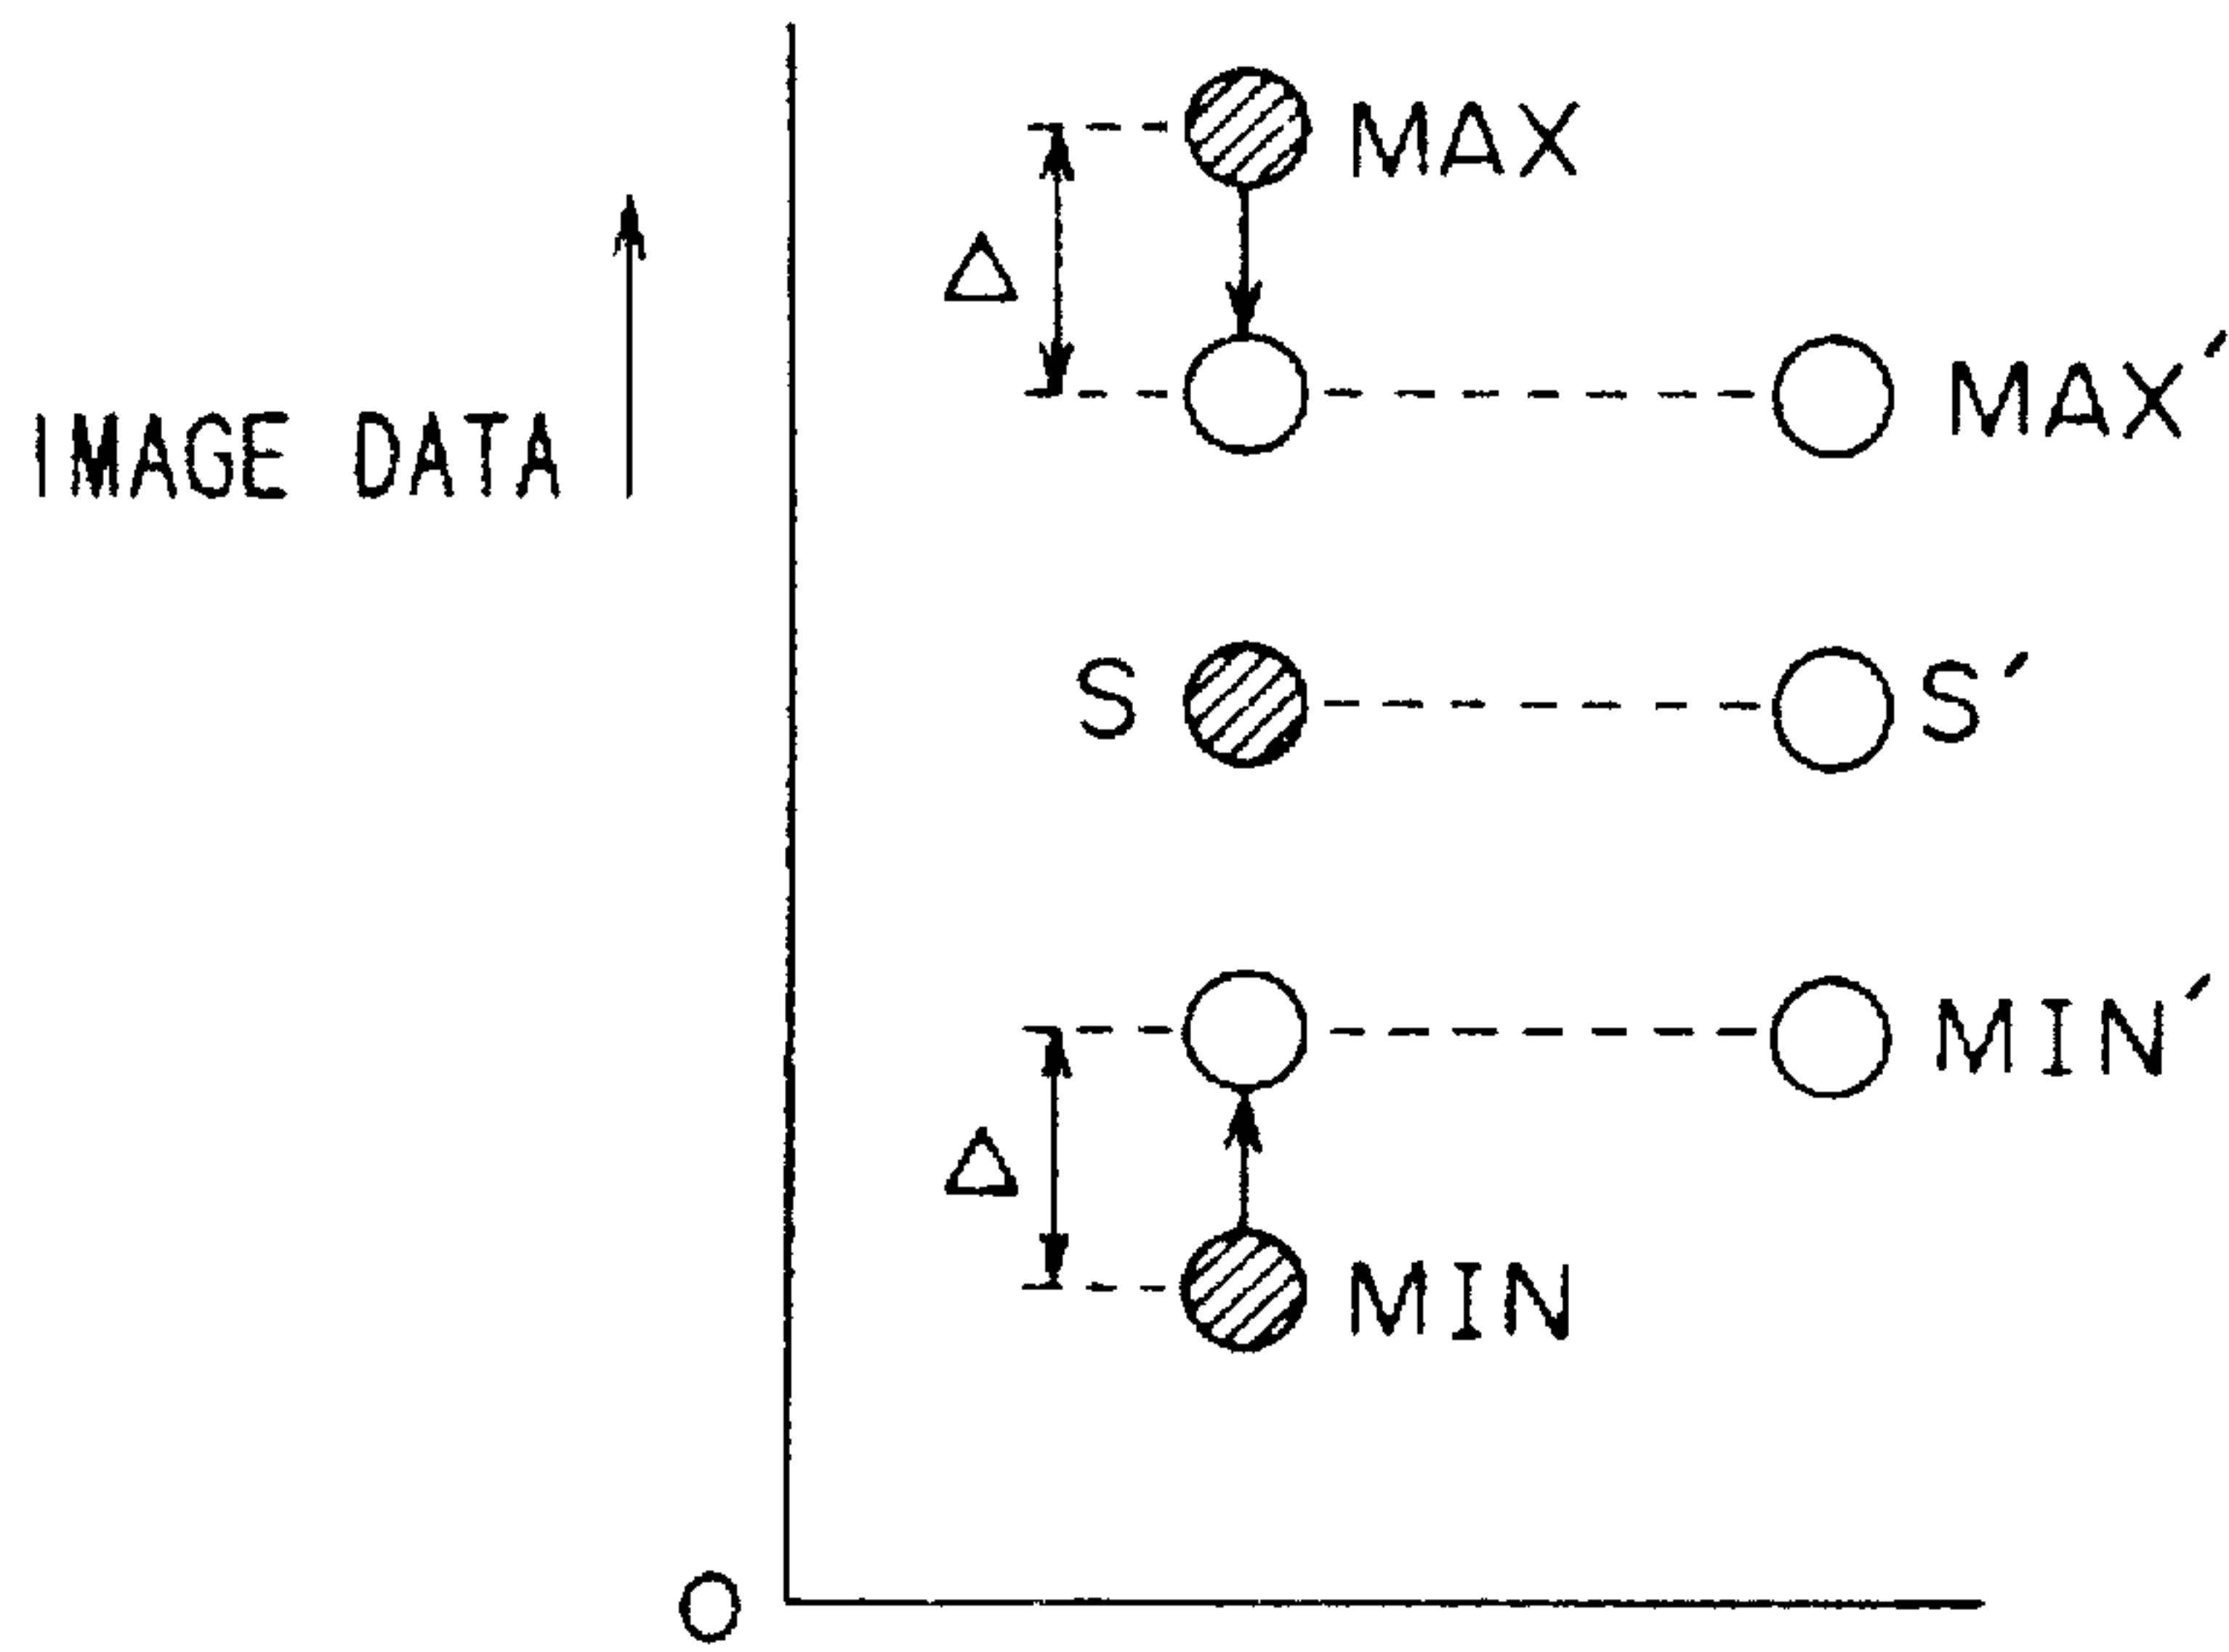 MAX
Δ
MAX′
IMAGE DATA
S S′
MIN′
Δ
MIN
O